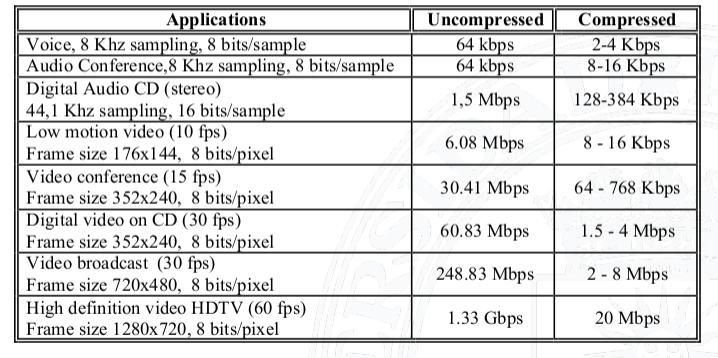 Applications Uncompressed Compressed
Voice, 8 Khz sampling, 8 bits/sample 64 kbps 2-4 Kbps
Audio Conference,8 Khz sampling, 8 bits/sample 64 kbps 8-16 Kbps
Digital Audio CD (stereo)
44,1 Khz sampling, 16 bits/sample 1,5 Mbps 128-384 Kbps
Low motion video (10 fps)
Frame size 176x144, 8 bits/pixel 6.08 Mbps 8 - 16 Kbps
Video conference (15 fps)
Frame size 352x240, 8 bits/pixel 30.41 Mbps 64 - 768 Kbps
Digital video on CD (30 fps)
Frame size 352x240, 8 bits/pixel 60.83 Mbps 1.5 - 4 Mbps
Video broadcast (30 fps)
Frame size 720x480, 8 bits/pixel 248.83 Mbps 2 - 8 Mbps
High definition video HDTV (60 fps)
Frame size 1280x720, 8 bits/pixel 1.33 Gbps 20 Mbps